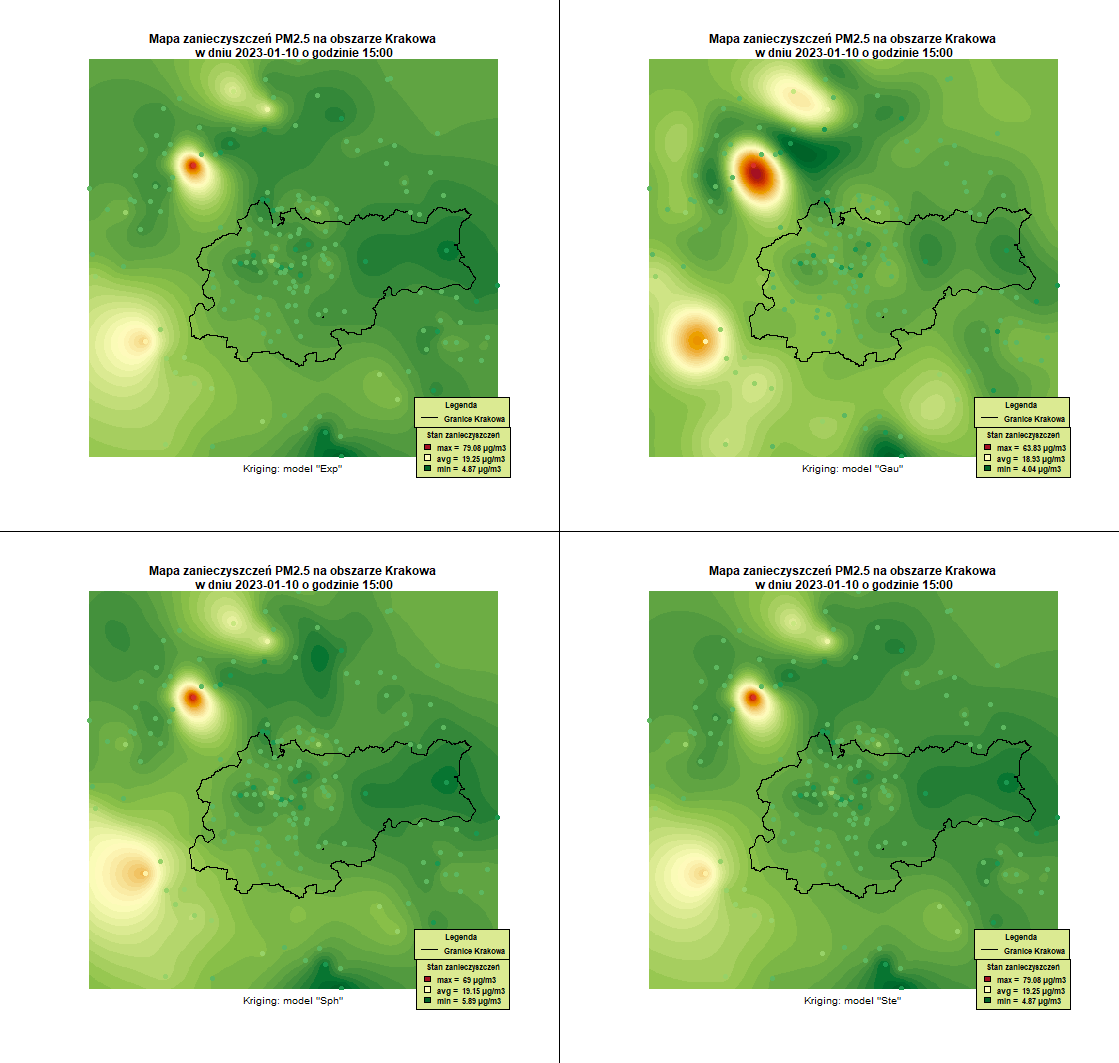 Mapa zanieczyszczeń PM2.5 na obszarze Krakowa
w dniu 2023-01-10 o godzinie 15:00
Legenda
Granice Krakowa
Stan zanieczyszczeń
max = 79.08 µg/m3
avg = 19.25 µg/m3
min = 4.87 µg/m3
Kriging: model "Exp"
Mapa zanieczyszczeń PM2.5 na obszarze Krakowa
w dniu 2023-01-10 o godzinie 15:00
Legenda
Granice Krakowa
Stan zanieczyszczeń
max = 63.83 µg/m3
avg = 18.93 µg/m3
min = 4.04 µg/m3
Kriging: model "Gau"
Mapa zanieczyszczeń PM2.5 na obszarze Krakowa
w dniu 2023-01-10 o godzinie 15:00
Legenda
Granice Krakowa
Stan zanieczyszczeń
max = 69 µg/m3
avg = 19.15 µg/m3
min = 5.89 µg/m3
Kriging: model "Sph"
Mapa zanieczyszczeń PM2.5 na obszarze Krakowa
w dniu 2023-01-10 o godzinie 15:00
Legenda
Granice Krakowa
Stan zanieczyszczeń
max = 79.08 µg/m3
avg = 19.25 µg/m3
min = 4.87 µg/m3
Kriging: model "Ste"